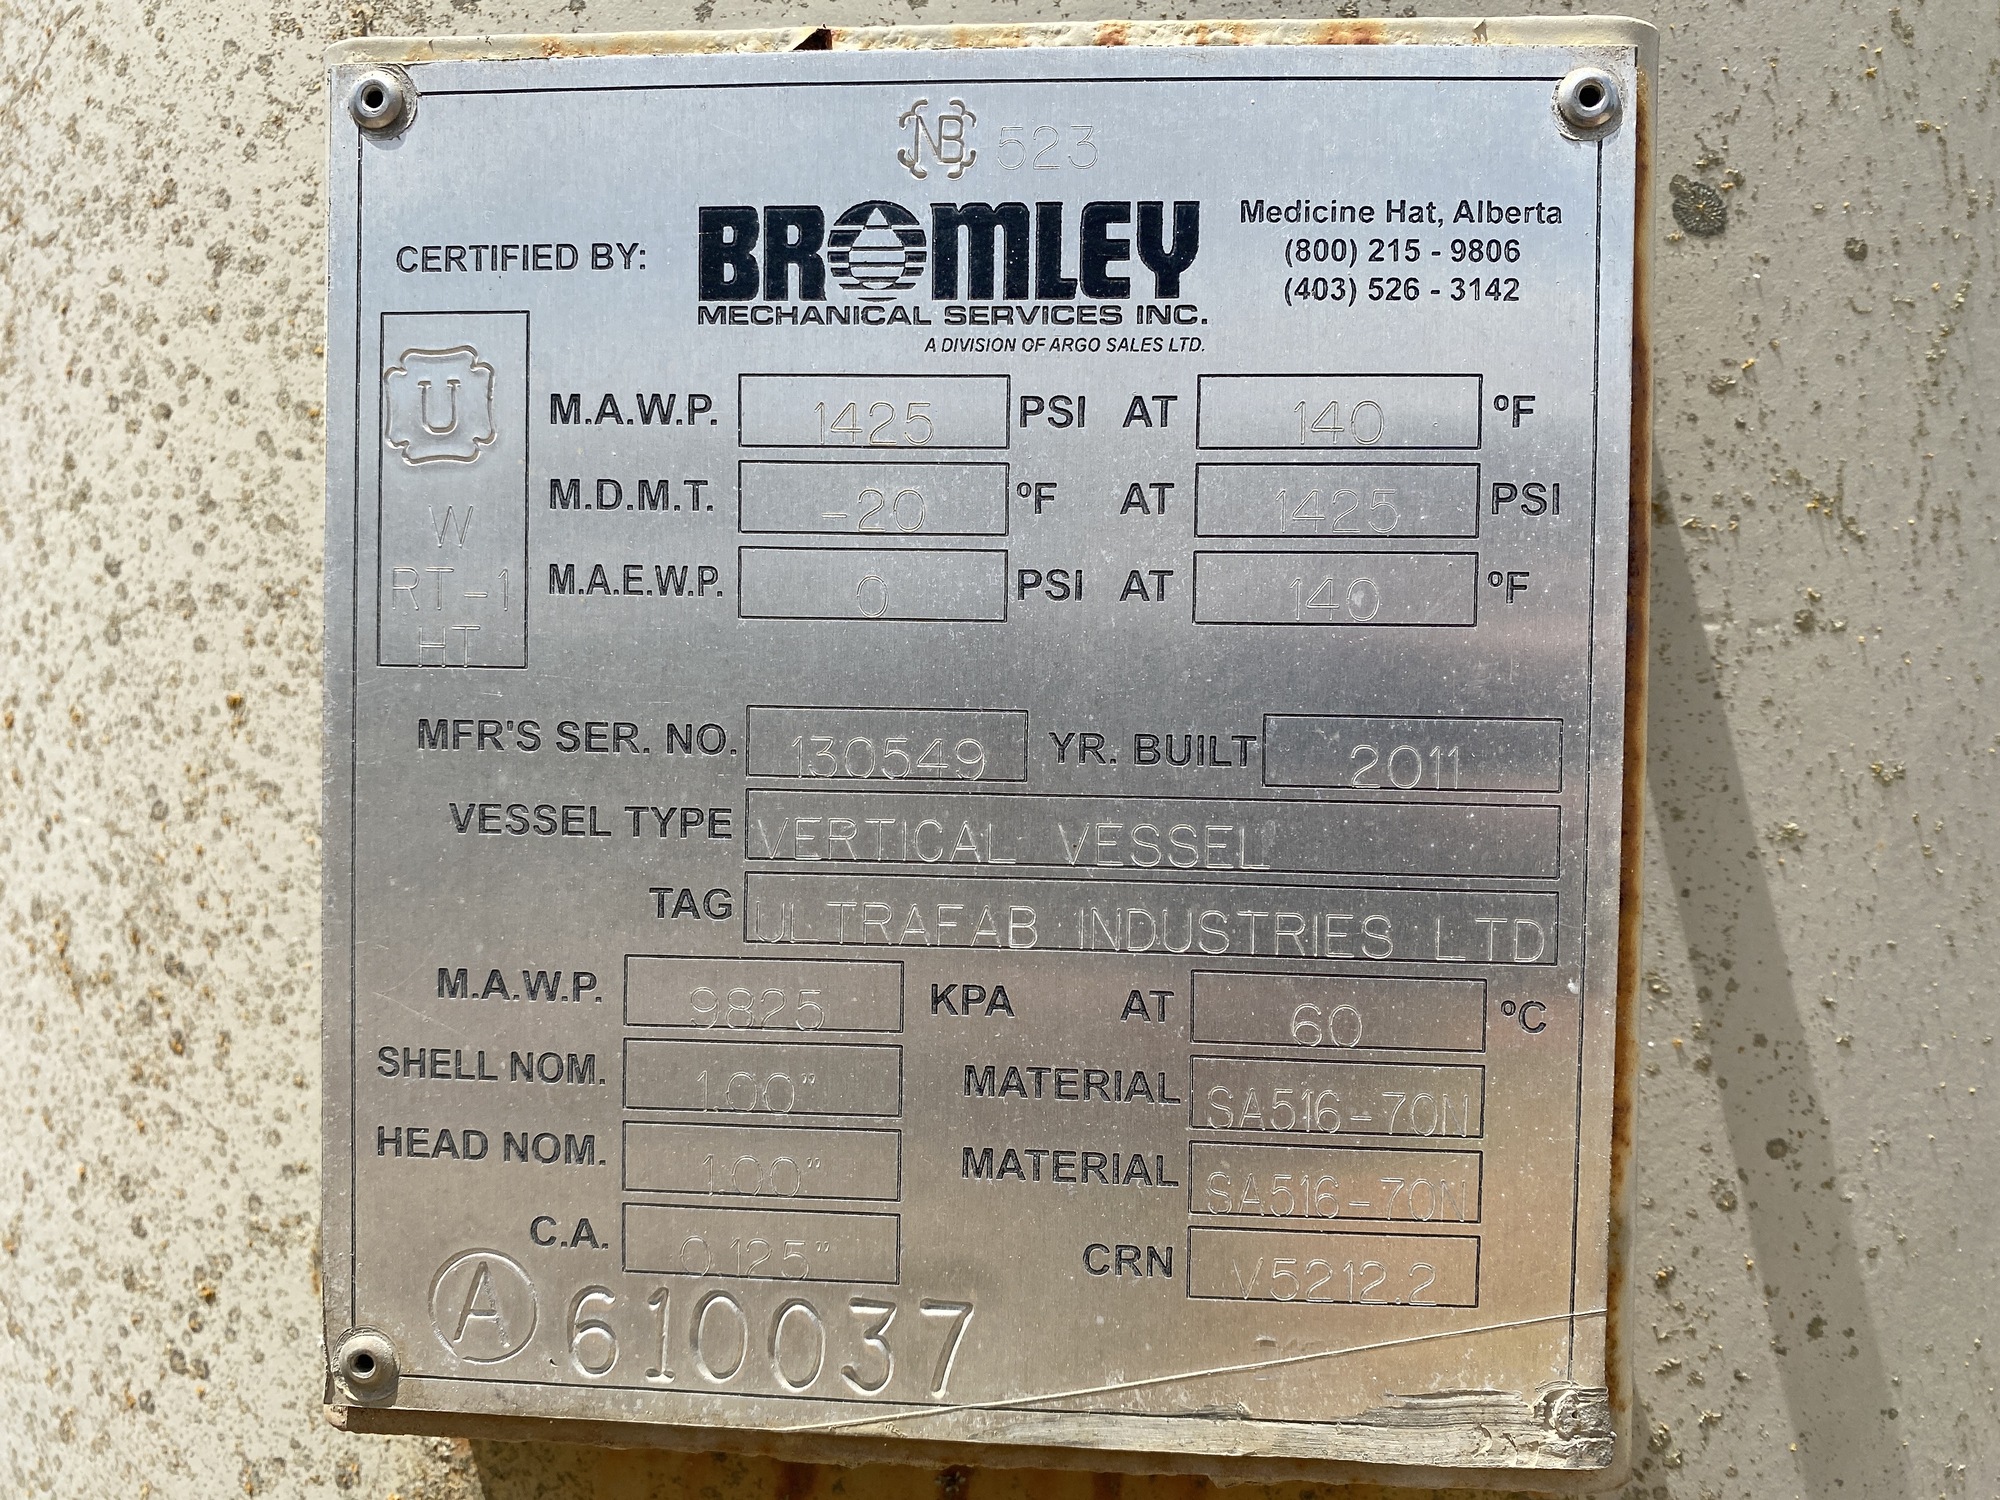 NB 523
CERTIFIED BY: BROMLEY Medicine Hat, Alberta
(800) 215 - 9806
(403) 526 - 3142
MECHANICAL SERVICES INC.
A DIVISION OF ARGO SALES LTD.
U
W
RT-1
HT
M.A.W.P. 1425 PSI AT 140 ºF
M.D.M.T. -20 ºF AT 1425 PSI
M.A.E.W.P. 0 PSI AT 140 ºF
MFR'S SER. NO. 130549 YR. BUILT 2011
VESSEL TYPE VERTICAL VESSEL
TAG ULTRAFAB INDUSTRIES LTD
M.A.W.P. 9825 KPA AT 60 ºC
SHELL NOM. 1.00" MATERIAL SA516-70N
HEAD NOM. 1.00" MATERIAL SA516-70N
C.A. 0.125" CRN V5212.2
A 610037